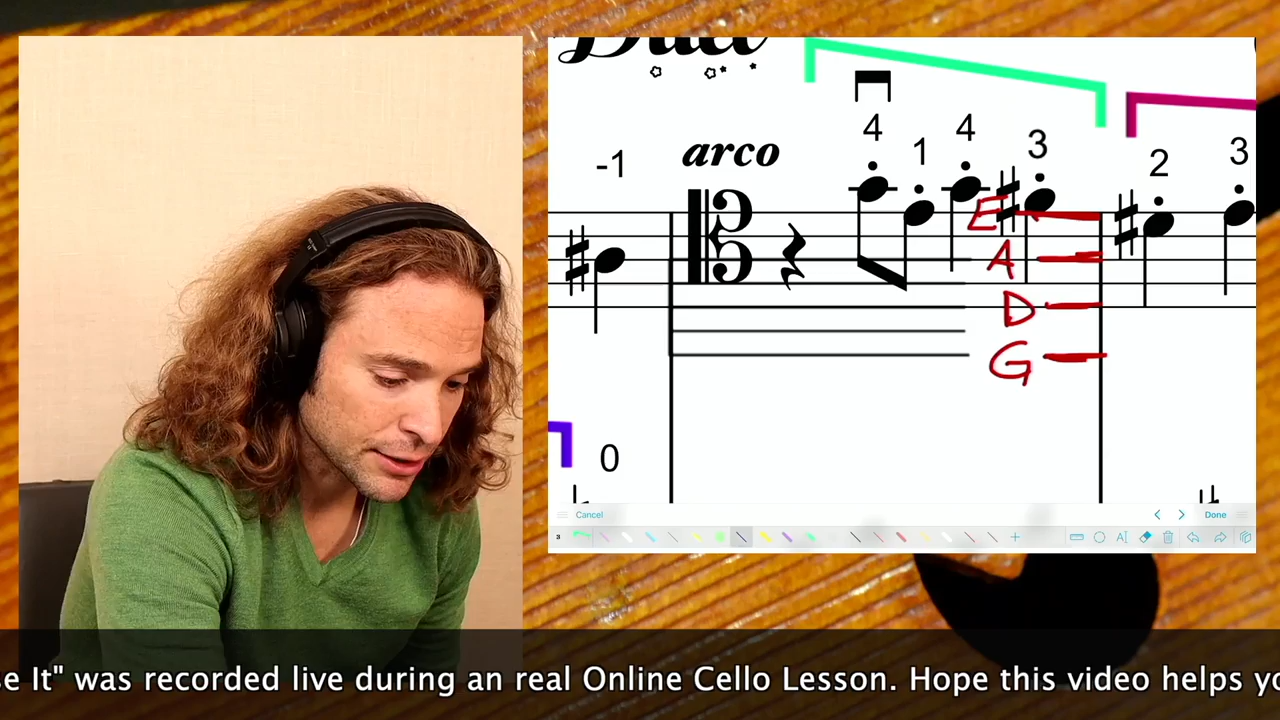 Duet
4
4
arco
1
3
-1
2
3
E
A
D
G
0
Cancel
Done
e It" was recorded live during an real Online Cello Lesson. Hope this video helps yo